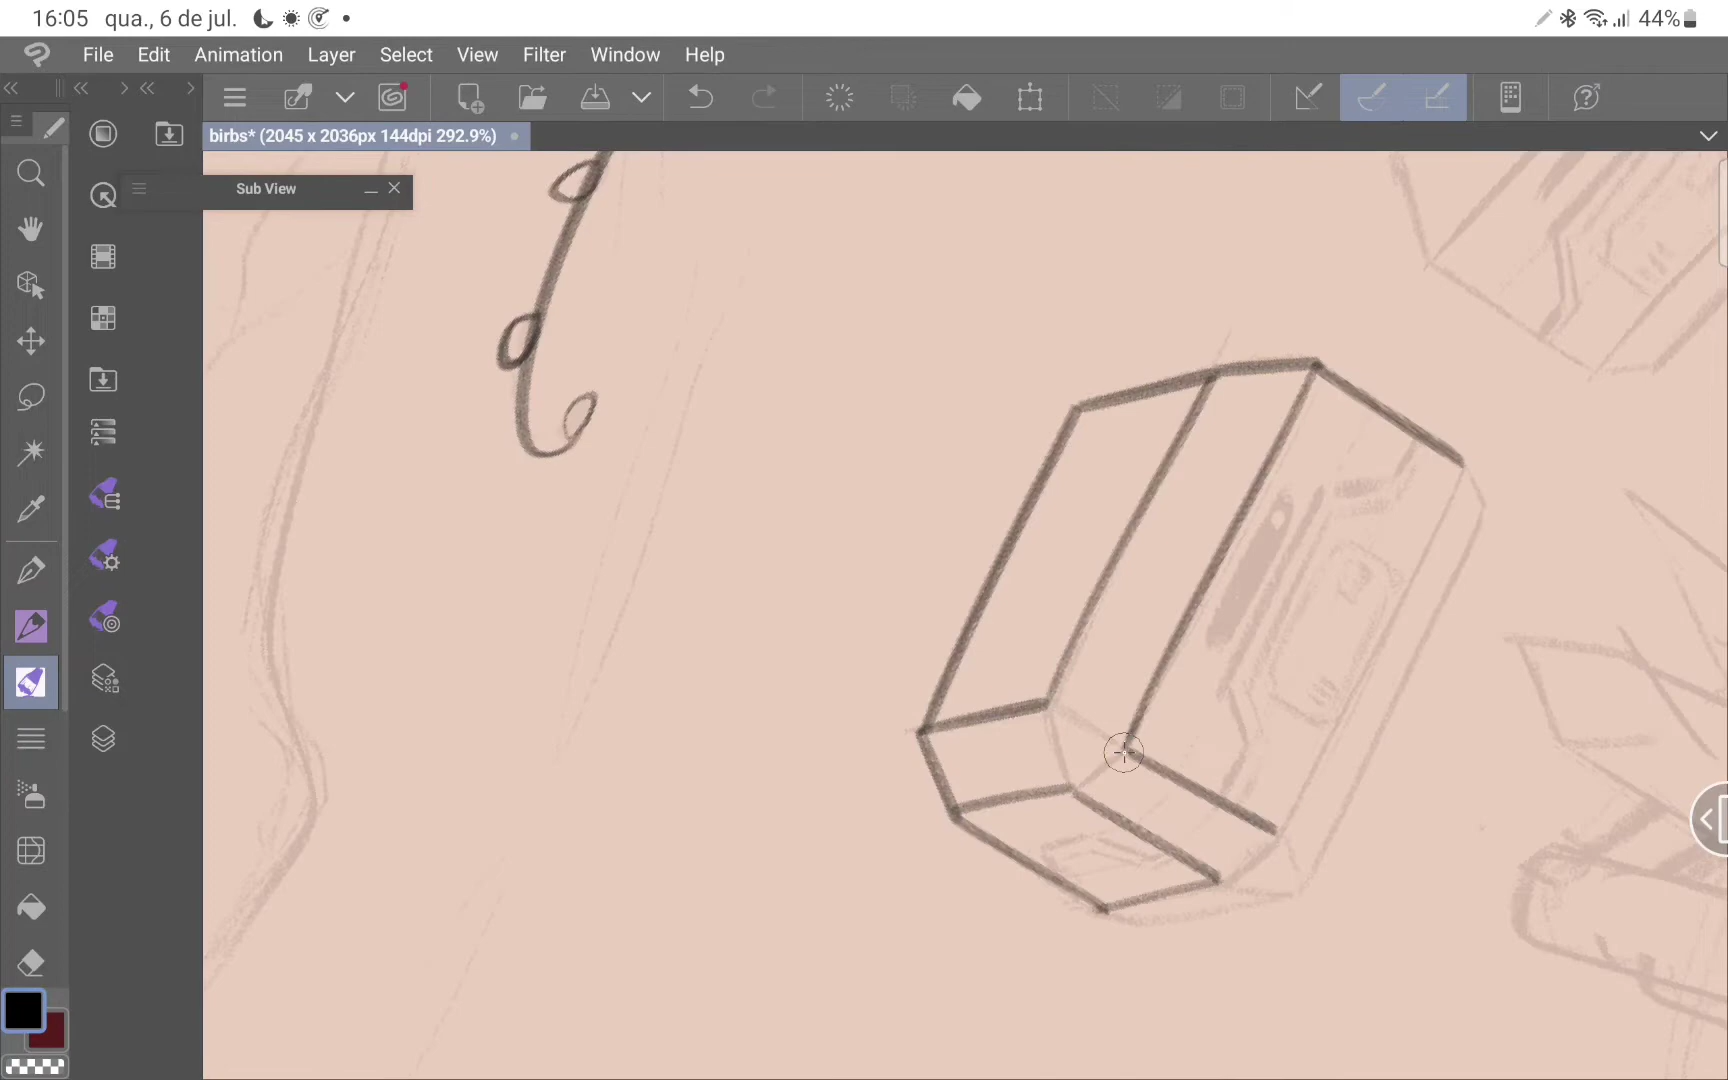 16:05 qua., 6 de jul. 44%
File Edit Animation Layer Select View Filter Window Help
birbs* (2045 x 2036px 144dpi 292.9%)
Sub View